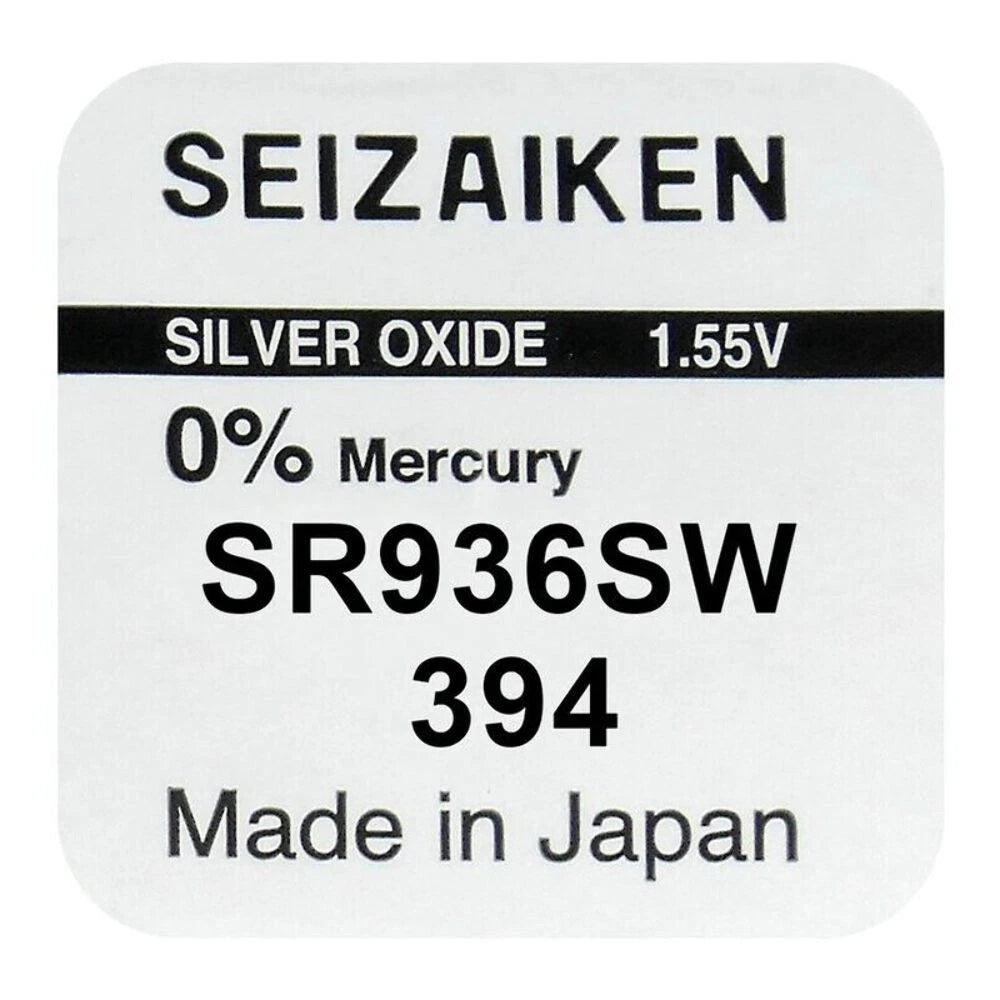 SEIZAIKEN
SILVER OXIDE 1.55V
0% Mercury
SR936SW
394
Made in Japan